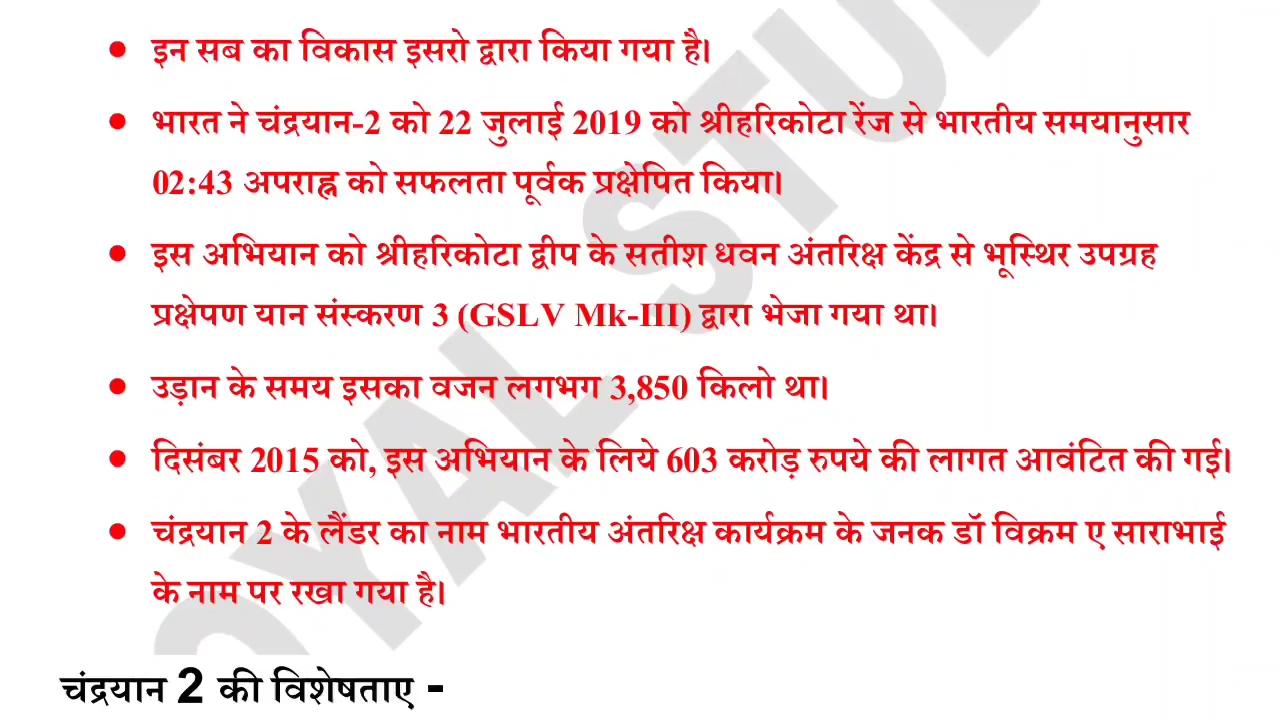 • इन सब का विकास इसरो द्वारा किया गया है।
• भारत ने चंद्रयान-2 को 22 जुलाई 2019 को श्रीहरिकोटा रेंज से भारतीय समयानुसार
02:43 अपराह्न को सफलता पूर्वक प्रक्षेपित किया।
• इस अभियान को श्रीहरिकोटा द्वीप के सतीश धवन अंतरिक्ष केंद्र से भूस्थिर उपग्रह
प्रक्षेपण यान संस्करण 3 (GSLV Mk-III) द्वारा भेजा गया था।
• उड़ान के समय इसका वजन लगभग 3,850 किलो था।
• दिसंबर 2015 को, इस अभियान के लिये 603 करोड़ रुपये की लागत आवंटित की गई।
• चंद्रयान 2 के लैंडर का नाम भारतीय अंतरिक्ष कार्यक्रम के जनक डॉ विक्रम ए साराभाई
के नाम पर रखा गया है।
चंद्रयान 2 की विशेषताए -